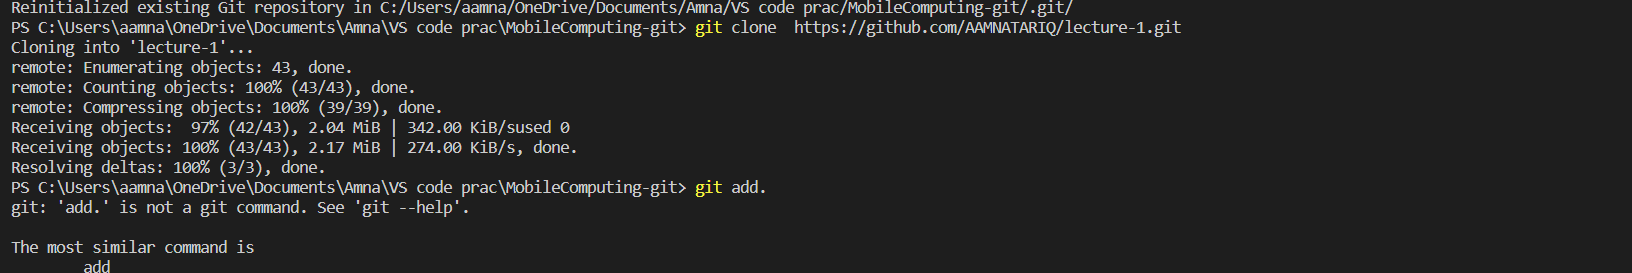 Reinitialized existing Git repository in C:/Users/aamna/OneDrive/Documents/Amna/VS code prac/MobileComputing-git/.git/
PS C:\Users\aamna\OneDrive\Documents\Amna\VS code prac\MobileComputing-git> git clone  https://github.com/AAMNATARIQ/lecture-1.git
Cloning into 'lecture-1'...
remote: Enumerating objects: 43, done.
remote: Counting objects: 100% (43/43), done.
remote: Compressing objects: 100% (39/39), done.
Receiving objects:  97% (42/43), 2.04 MiB | 342.00 KiB/sused 0
Receiving objects: 100% (43/43), 2.17 MiB | 274.00 KiB/s, done.
Resolving deltas: 100% (3/3), done.
PS C:\Users\aamna\OneDrive\Documents\Amna\VS code prac\MobileComputing-git> git add.
git: 'add.' is not a git command. See 'git --help'.

The most similar command is
        add